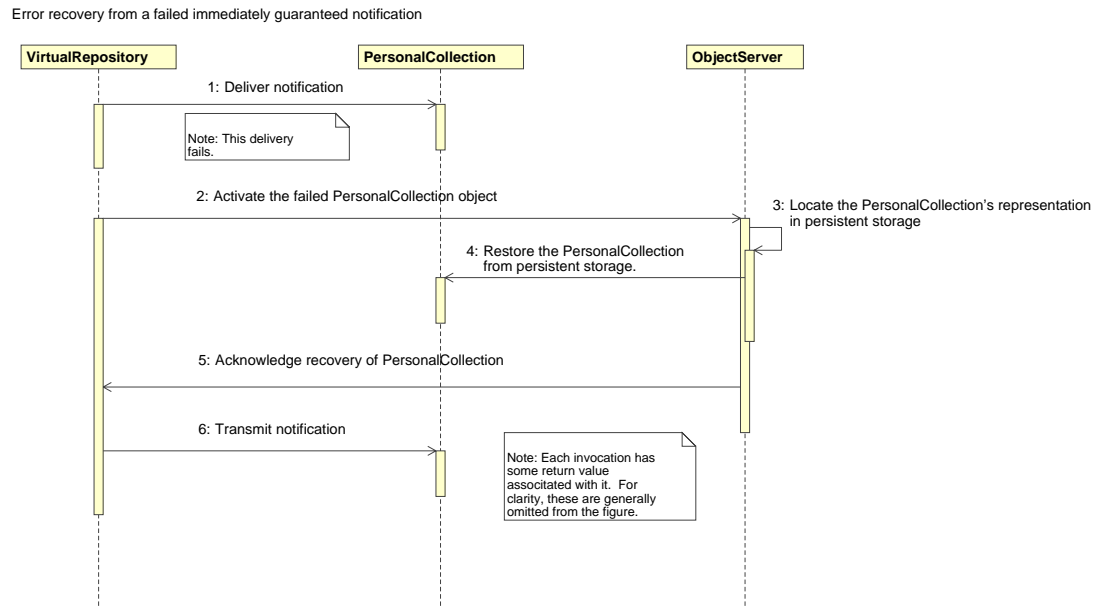 Error recovery from a failed immediately guaranteed notification
VirtualRepository
PersonalCollection
ObjectServer
1: Deliver notification
Note: This delivery
fails.
2: Activate the failed PersonalCollection object
3: Locate the PersonalCollection's representation
in persistent storage
4: Restore the PersonalCollection
from persistent storage.
5: Acknowledge recovery of PersonalCollection
6: Transmit notification
Note: Each invocation has
some return value
associtated with it.  For
clarity, these are generally
omitted from the figure.